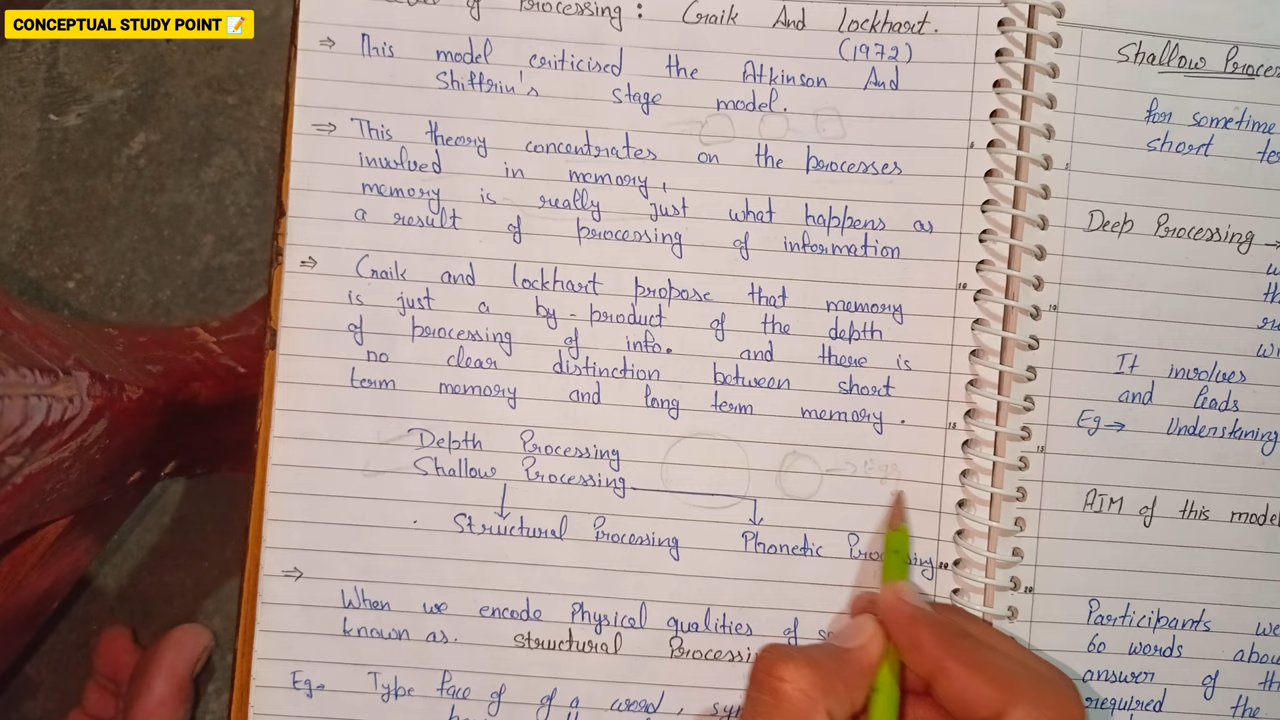 CONCEPTUAL STUDY POINT 📝
of Processing: Craik And Lockhart.
(1972)
⇒ This model criticised the Atkinson And
Shiffrin's stage model.
⇒ This theory concentrates on the processes
involved in memory,
memory is really just what happens as
a result of processing of information
⇒ Craik and Lockhart propose that memory
is just a by-product of the depth
of processing of info. and there is
no clear distinction between short
term memory and long term memory.
Depth Processing
Shallow Processing
Structural Processing Phonetic Processing
⇒
When we encode Physical qualities of
known as. Structural
Eg→ Type face of of a word,
Shallow
for sometime
short
Deep Processing →
It involves
and leads
Eg→ Understaning
AIM of this model
Participants
60 words
answer of
required the